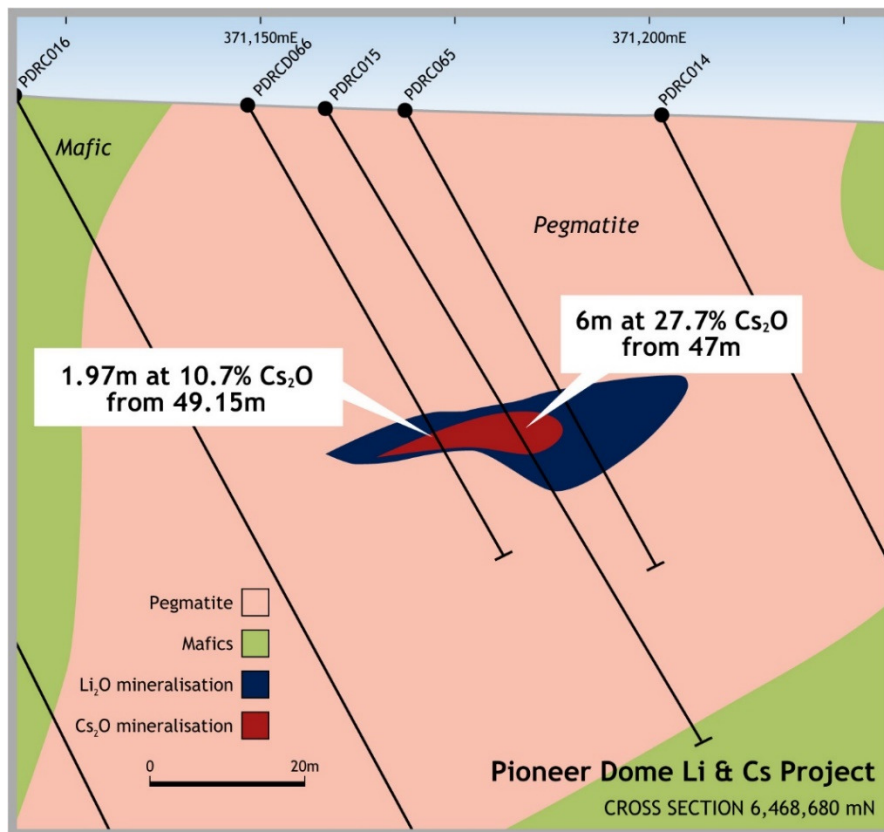 371,150mE
371,200mE
PDRC016
PDRCD066
PDRC015
PDRC065
PDRC014
Mafic
Pegmatite
6m at 27.7% Cs₂O
from 47m
1.97m at 10.7% Cs₂O
from 49.15m
Pegmatite
Mafics
Li₂O mineralisation
Cs₂O mineralisation
0 20m
Pioneer Dome Li & Cs Project
CROSS SECTION 6,468,680 mN